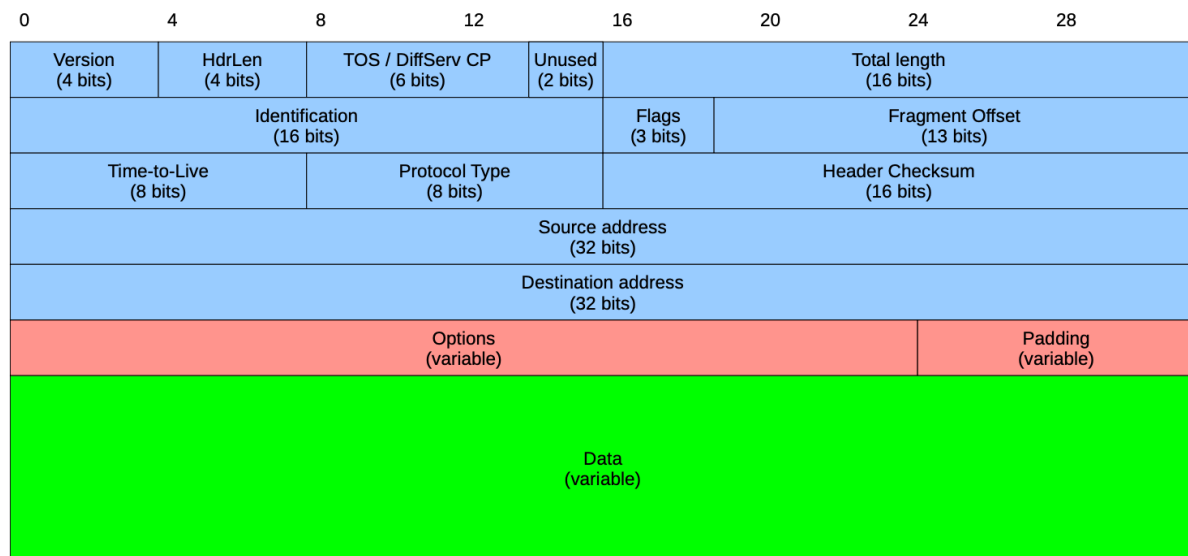 0 4 8 12 16 20 24 28
Version HdrLen TOS / DiffServ CP Unused Total length
(4 bits) (4 bits) (6 bits) (2 bits) (16 bits)
Identification Flags Fragment Offset
(16 bits) (3 bits) (13 bits)
Time-to-Live Protocol Type Header Checksum
(8 bits) (8 bits) (16 bits)
Source address
(32 bits)
Destination address
(32 bits)
Options Padding
(variable) (variable)
Data
(variable)